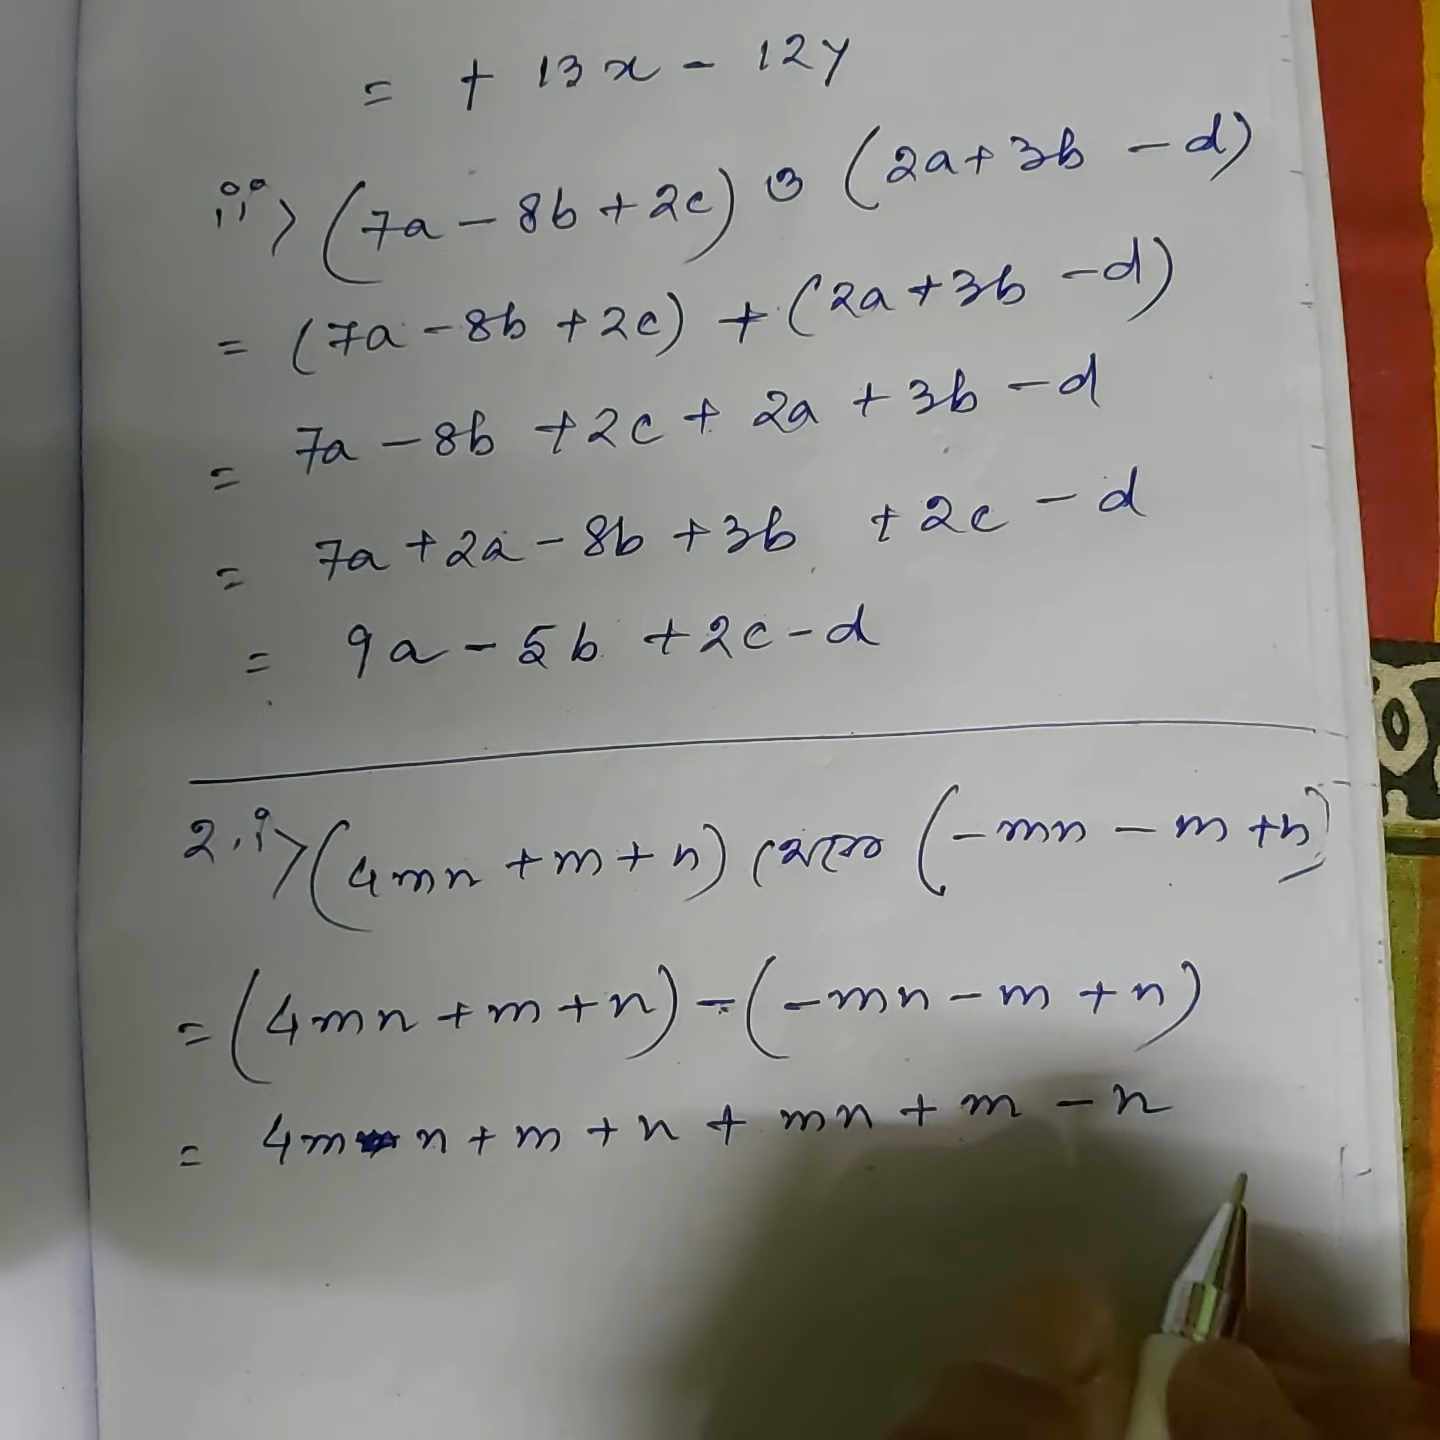 = + 13x - 12y
ii> (7a - 8b + 2c) ও (2a + 3b - d)
= (7a - 8b + 2c) + (2a + 3b - d)
= 7a - 8b + 2c + 2a + 3b - d
= 7a + 2a - 8b + 3b + 2c - d
= 9a - 5b + 2c - d
2.i> (4mn + m + n) থেকে (-mn - m + n)
= (4mn + m + n) - (-mn - m + n)
= 4mn + m + n + mn + m - n